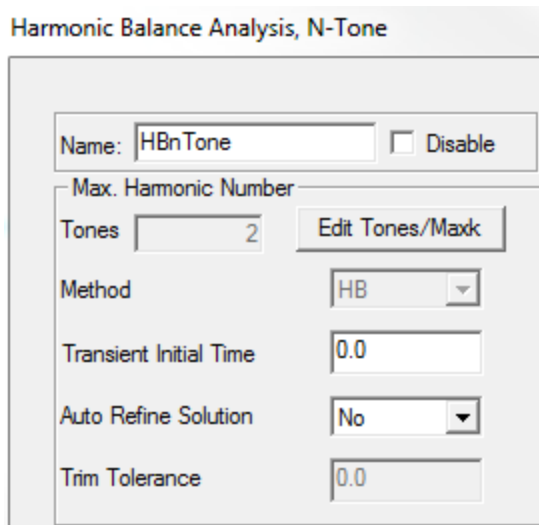 Harmonic Balance Analysis, N-Tone
Name: HBnTone Disable
Max. Harmonic Number
Tones 2 Edit Tones/Maxk
Method HB
Transient Initial Time 0.0
Auto Refine Solution No
Trim Tolerance 0.0